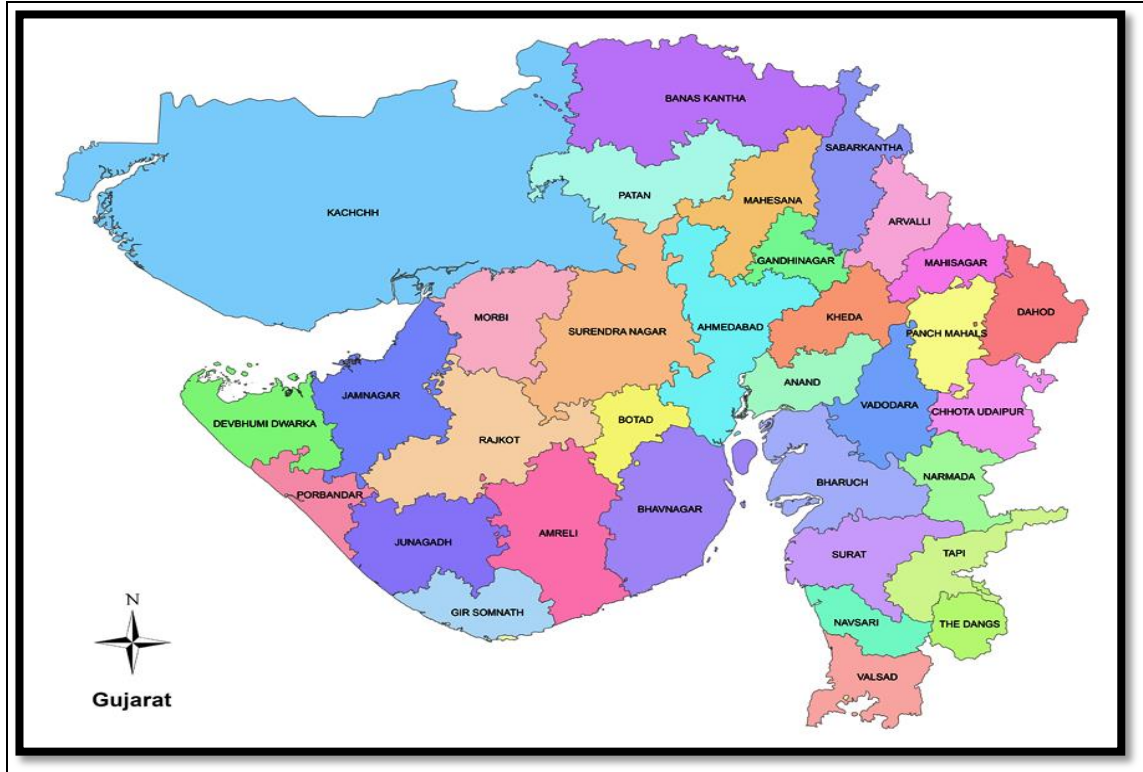 BANAS KANTHA
SABARKANTHA
PATAN
MAHESANA
KACHCHH
ARVALLI
GANDHINAGAR
MAHISAGAR
MORBI
SURENDRA NAGAR
AHMEDABAD
KHEDA
PANCH MAHALS
DAHOD
JAMNAGAR
ANAND
VADODARA
CHHOTA UDAIPUR
DEVBHUMI DWARKA
RAJKOT
BOTAD
PORBANDAR
BHARUCH
NARMADA
JUNAGADH
AMRELI
BHAVNAGAR
SURAT
TAPI
GIR SOMNATH
NAVSARI
THE DANGS
VALSAD
N
Gujarat